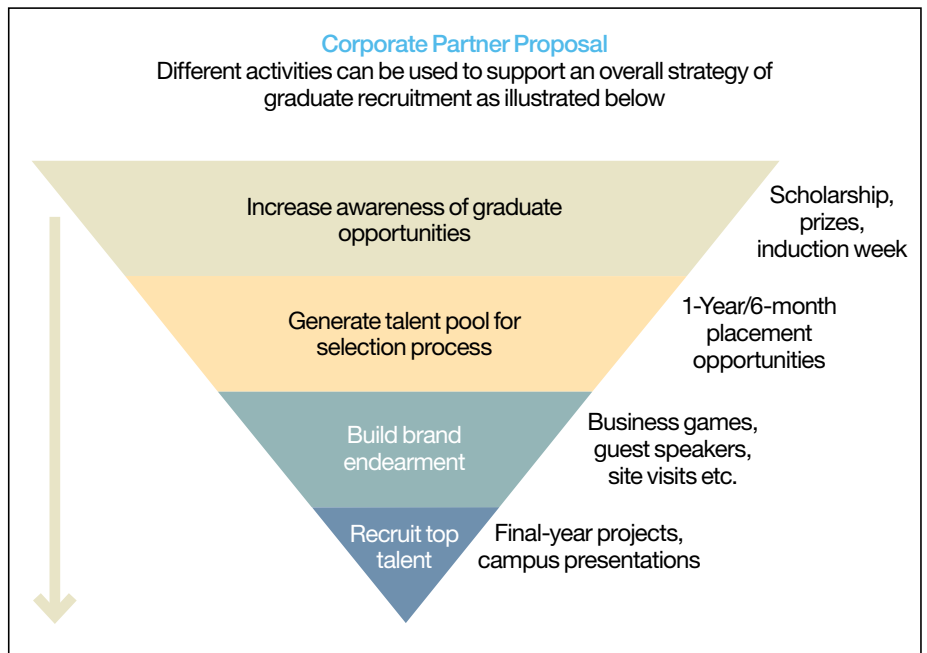 Corporate Partner Proposal
Different activities can be used to support an overall strategy of
graduate recruitment as illustrated below
Increase awareness of graduate
opportunities
Scholarship,
prizes,
induction week
Generate talent pool for
selection process
1-Year/6-month
placement
opportunities
Build brand
endearment
Business games,
guest speakers,
site visits etc.
Recruit top
talent
Final-year projects,
campus presentations